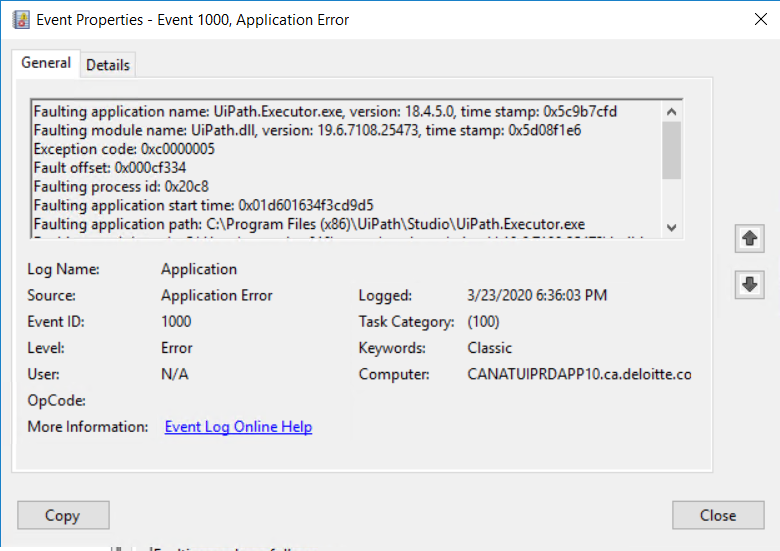 Event Properties - Event 1000, Application Error
General Details
Faulting application name: UiPath.Executor.exe, version: 18.4.5.0, time stamp: 0x5c9b7cfd
Faulting module name: UiPath.dll, version: 19.6.7108.25473, time stamp: 0x5d08f1e6
Exception code: 0xc0000005
Fault offset: 0x000cf334
Faulting process id: 0x20c8
Faulting application start time: 0x01d601634f3cd9d5
Faulting application path: C:\Program Files (x86)\UiPath\Studio\UiPath.Executor.exe
Log Name: Application
Source: Application Error Logged: 3/23/2020 6:36:03 PM
Event ID: 1000 Task Category: (100)
Level: Error Keywords: Classic
User: N/A Computer: CANATUIPRDAPP10.ca.deloitte.co
OpCode:
More Information: Event Log Online Help
Copy Close